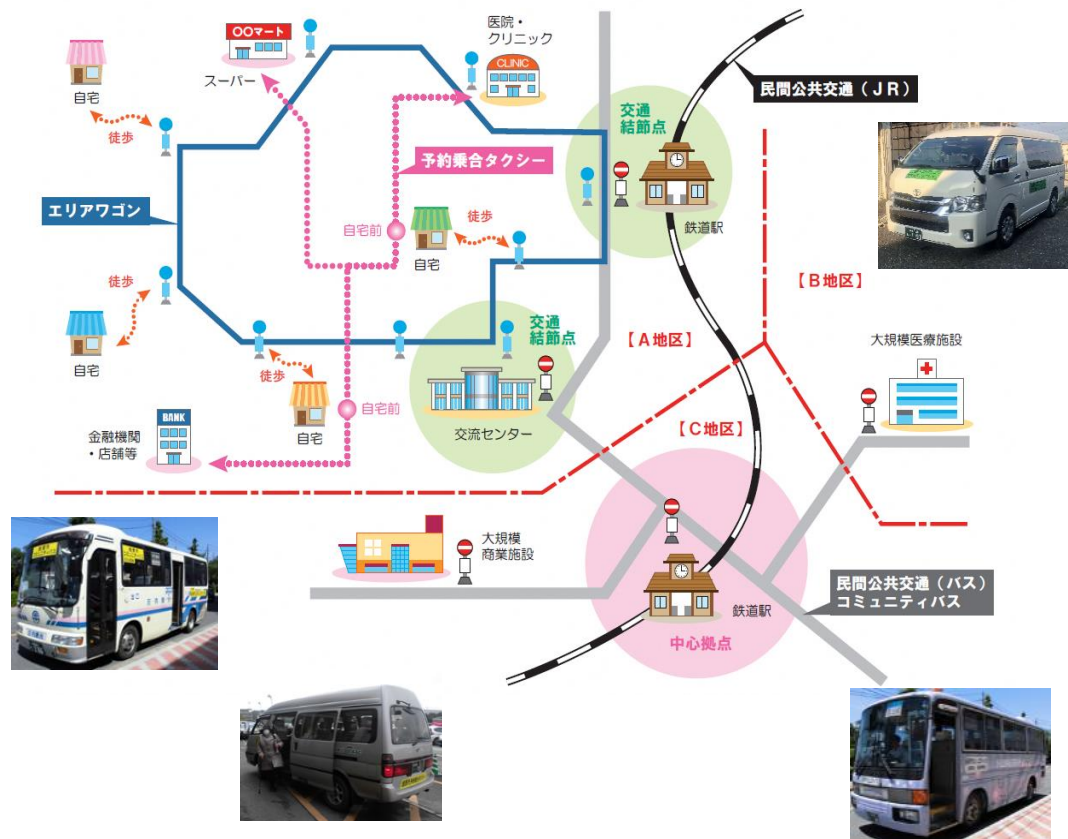 〇〇マート
スーパー
医院・
クリニック
CLINIC
自宅
徒歩
交通
結節点
民間公共交通（ＪＲ）
予約乗合タクシー
エリアワゴン
自宅前
自宅
徒歩
鉄道駅
【Ｂ地区】
徒歩
自宅
交通
結節点
【Ａ地区】
大規模医療施設
徒歩
自宅
自宅前
BANK
金融機関
・店舗等
交流センター
【Ｃ地区】
大規模
商業施設
鉄道駅
中心拠点
民間公共交通（バス）
コミュニティバス